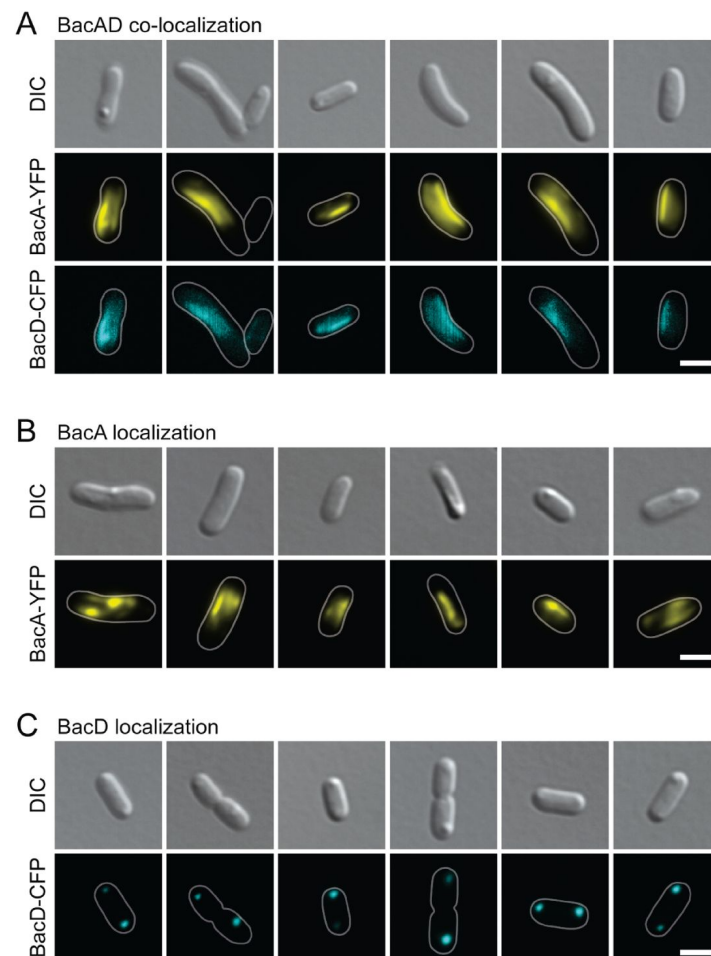 A BacAD co-localization
DIC
BacA-YFP
BacD-CFP
B BacA localization
DIC
BacA-YFP
C BacD localization
DIC
BacD-CFP